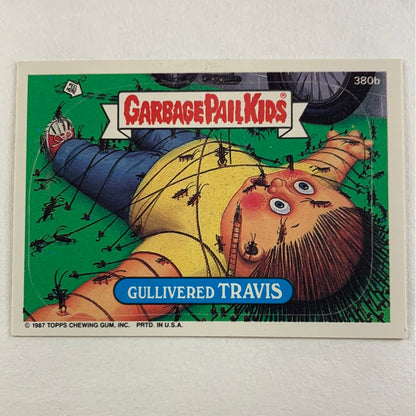 380b
GARBAGE PAIL KIDS®
GULLIVERED TRAVIS
© 1987 TOPPS CHEWING GUM, INC. PRTD. IN U.S.A.